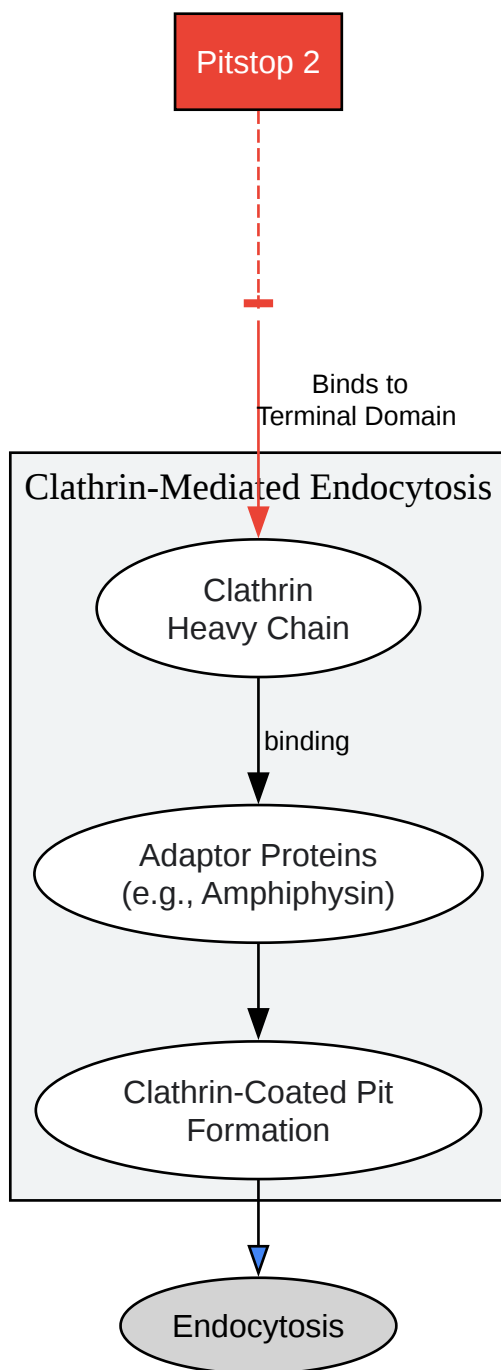 Pitstop 2
Binds to
Terminal Domain
Clathrin-Mediated Endocytosis
Clathrin
Heavy Chain
binding
Adaptor Proteins
(e.g., Amphiphysin)
Clathrin-Coated Pit
Formation
Endocytosis